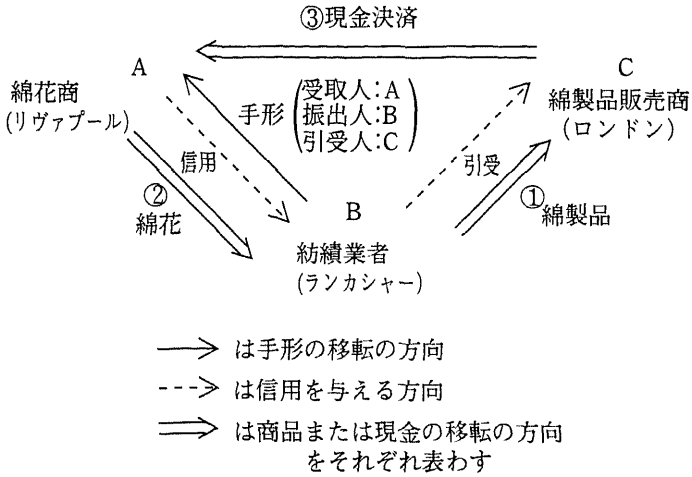 ③現金決済
A
C
綿花商
(リヴァプール)
手形
受取人:A
振出人:B
引受人:C
綿製品販売商
(ロンドン)
信用
引受
②
綿花
B
①
綿製品
紡績業者
(ランカシャー)
は手形の移転の方向
は信用を与える方向
は商品または現金の移転の方向
をそれぞれ表わす